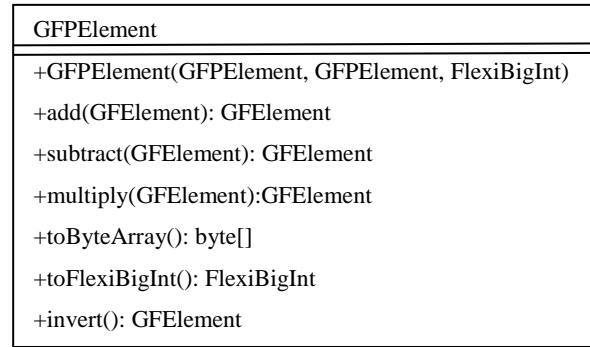 GFPElement
+GFPElement(GFPElement, GFPElement, FlexiBigInt)
+add(GFElement): GFElement
+subtract(GFElement): GFElement
+multiply(GFElement):GFElement
+toByteArray(): byte[]
+toFlexiBigInt(): FlexiBigInt
+invert(): GFElement